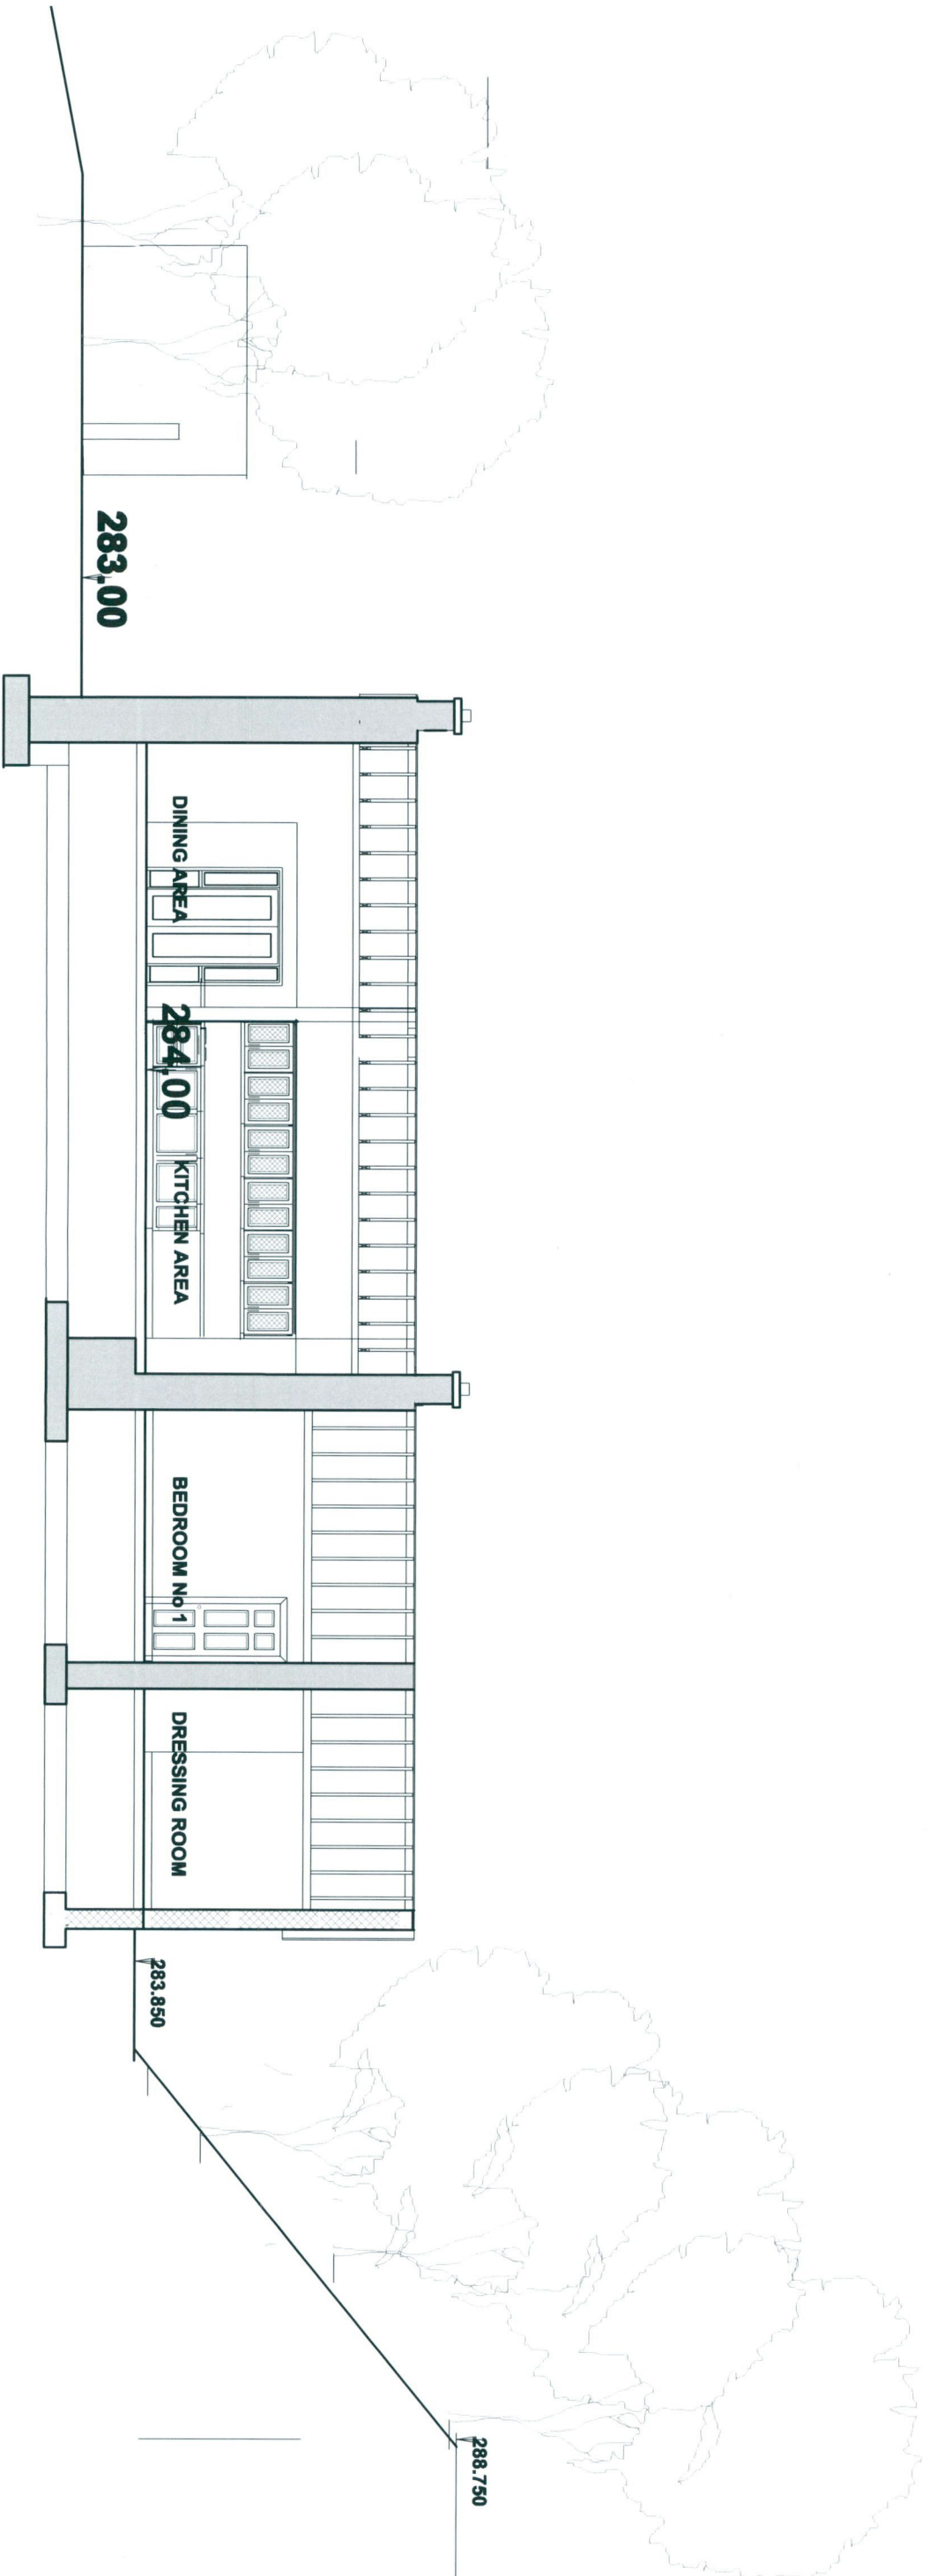 283.00
DINING AREA
284.00
KITCHEN AREA
BEDROOM No 1
DRESSING ROOM
283.850
288.750